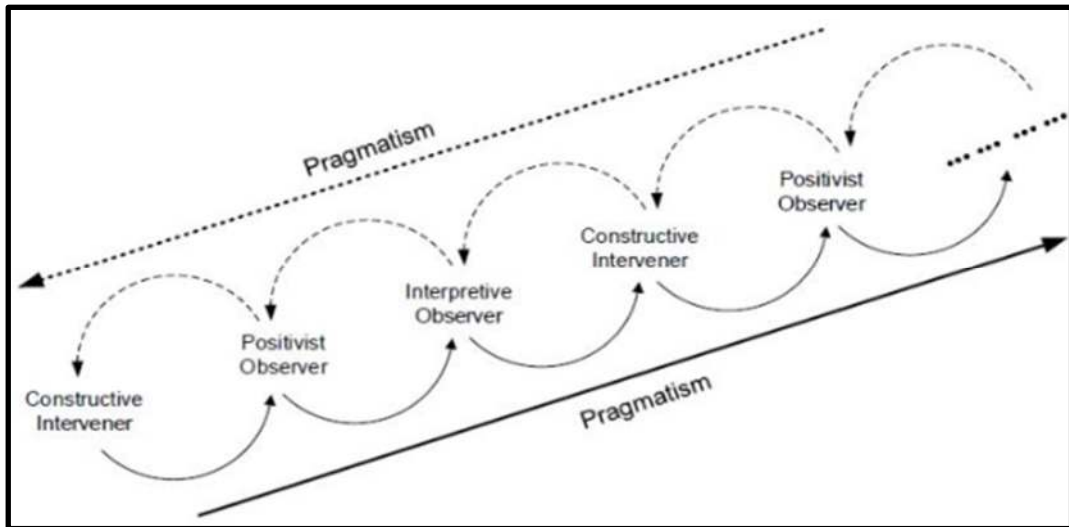 Pragmatism
Positivist
Observer
Constructive
Intervener
Interpretive
Observer
Positivist
Observer
Constructive
Intervener
Pragmatism